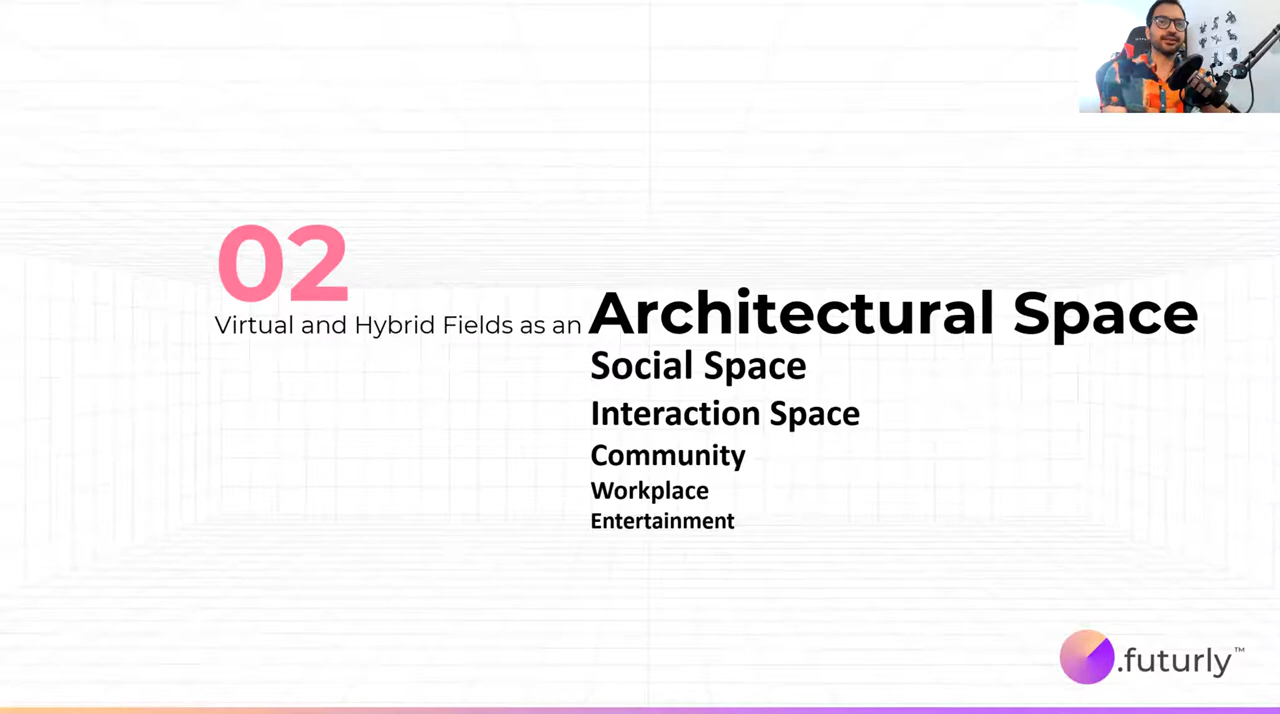 02
Virtual and Hybrid Fields as an Architectural Space
Social Space
Interaction Space
Community
Workplace
Entertainment
.futurly™